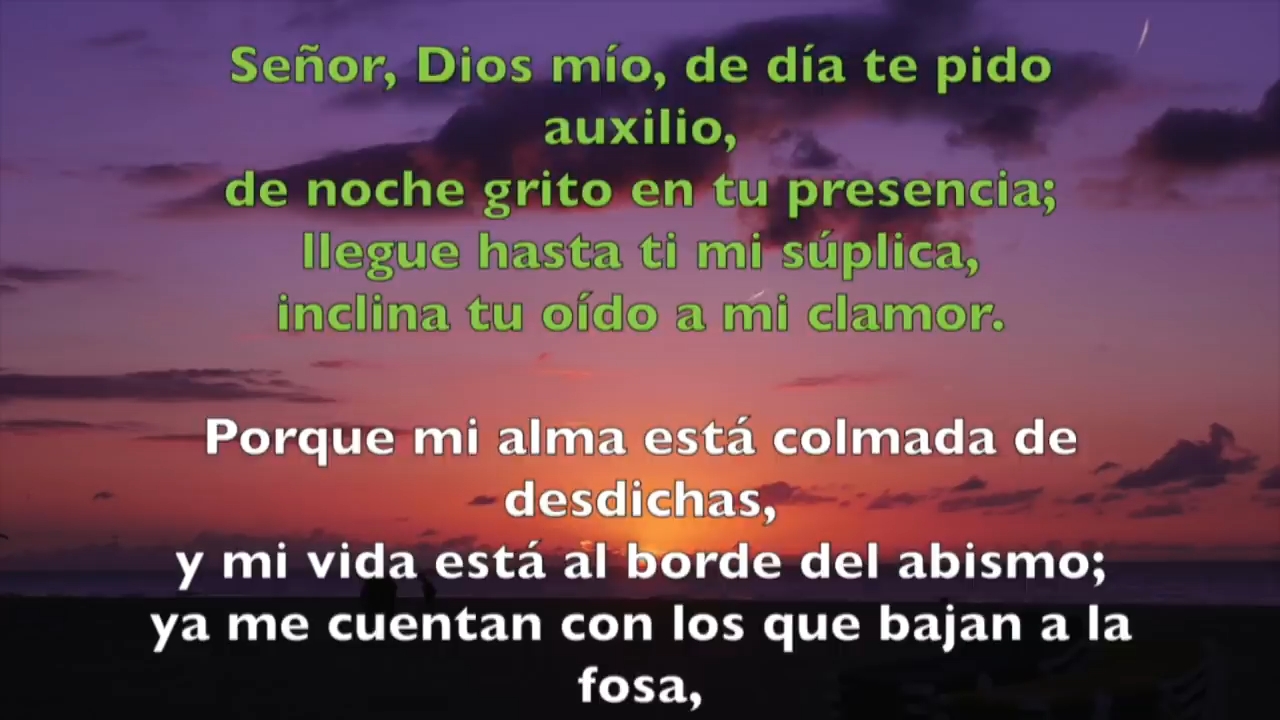 Señor, Dios mío, de día te pido
auxilio,
de noche grito en tu presencia;
llegue hasta ti mi súplica,
inclina tu oído a mi clamor.
Porque mi alma está colmada de
desdichas,
y mi vida está al borde del abismo;
ya me cuentan con los que bajan a la
fosa,